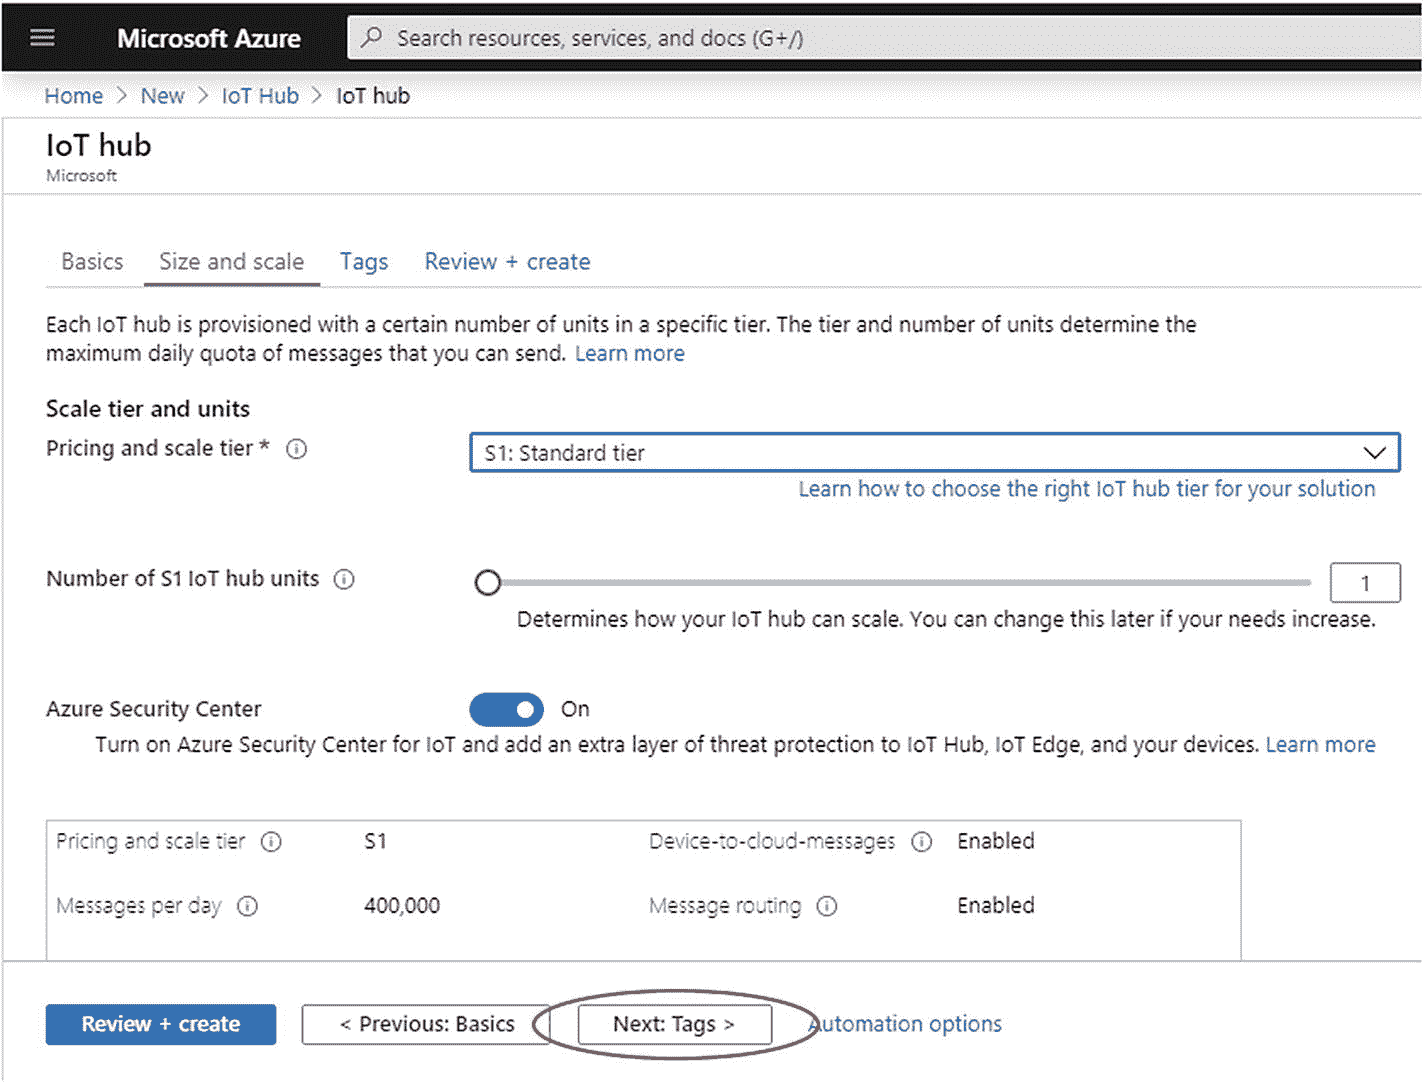 Microsoft Azure
Search resources, services, and docs (G+/)
Home > New > IoT Hub > IoT hub
IoT hub
Microsoft
Basics Size and scale Tags Review + create
Each IoT hub is provisioned with a certain number of units in a specific tier. The tier and number of units determine the
maximum daily quota of messages that you can send. Learn more
Scale tier and units
Pricing and scale tier *
S1: Standard tier
Learn how to choose the right IoT hub tier for your solution
Number of S1 IoT hub units
1
Determines how your IoT hub can scale. You can change this later if your needs increase.
Azure Security Center
On
Turn on Azure Security Center for IoT and add an extra layer of threat protection to IoT Hub, IoT Edge, and your devices. Learn more
Pricing and scale tier S1 Device-to-cloud-messages Enabled
Messages per day 400,000 Message routing Enabled
Review + create < Previous: Basics Next: Tags > Automation options